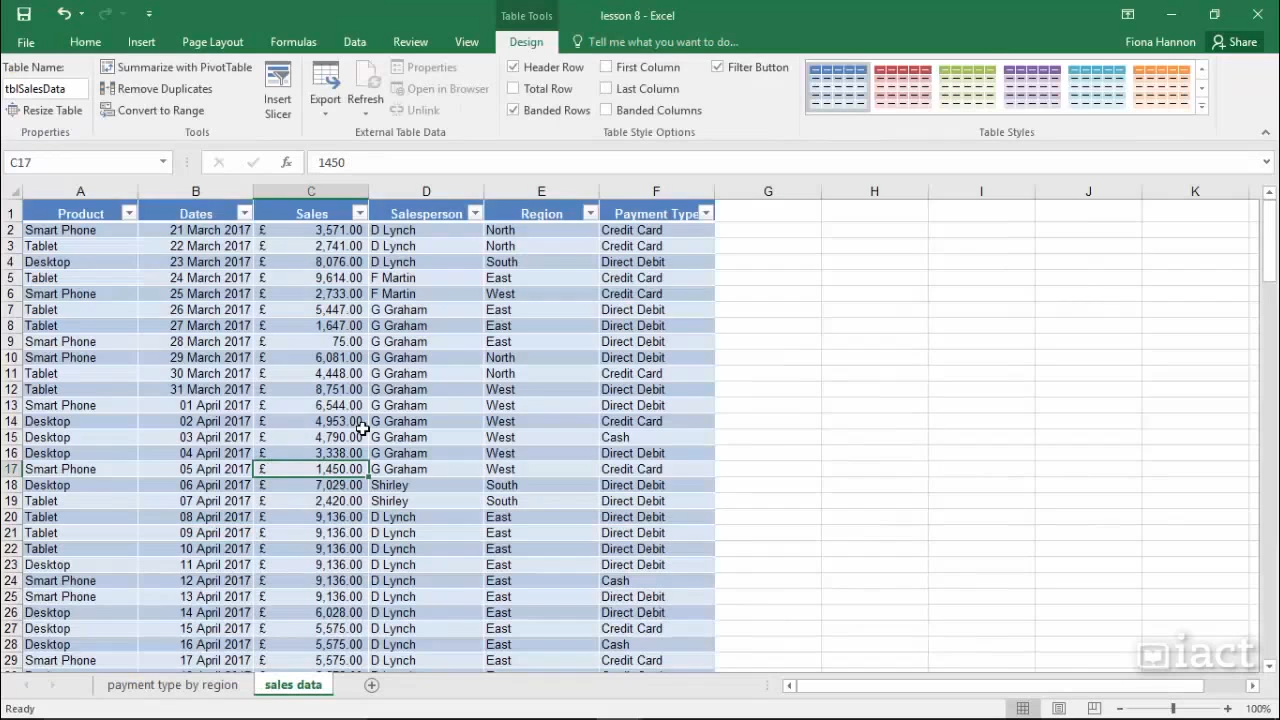 Table Tools
lesson 8 - Excel
File Home Insert Page Layout Formulas Data Review View Design Tell me what you want to do... Fiona Hannon Share
Table Name: Summarize with PivotTable Properties Header Row First Column Filter Button
tblSalesData Remove Duplicates Insert Slicer Export Refresh Open in Browser Total Row Last Column
Resize Table Convert to Range Unlink Banded Rows Banded Columns
Properties Tools External Table Data Table Style Options Table Styles
C17 fx 1450
A B C D E F G H I J K
1 Product Dates Sales Salesperson Region Payment Type
2 Smart Phone 21 March 2017 £ 3,571.00 D Lynch North Credit Card
3 Tablet 22 March 2017 £ 2,741.00 D Lynch North Credit Card
4 Desktop 23 March 2017 £ 8,076.00 D Lynch South Direct Debit
5 Tablet 24 March 2017 £ 9,614.00 F Martin East Credit Card
6 Smart Phone 25 March 2017 £ 2,733.00 F Martin West Credit Card
7 Tablet 26 March 2017 £ 5,447.00 G Graham East Direct Debit
8 Tablet 27 March 2017 £ 1,647.00 G Graham East Direct Debit
9 Smart Phone 28 March 2017 £ 75.00 G Graham East Direct Debit
10 Smart Phone 29 March 2017 £ 6,081.00 G Graham North Direct Debit
11 Tablet 30 March 2017 £ 4,448.00 G Graham North Credit Card
12 Tablet 31 March 2017 £ 8,751.00 G Graham West Direct Debit
13 Smart Phone 01 April 2017 £ 6,544.00 G Graham West Direct Debit
14 Desktop 02 April 2017 £ 4,953.00 G Graham West Credit Card
15 Desktop 03 April 2017 £ 4,790.00 G Graham West Cash
16 Desktop 04 April 2017 £ 3,338.00 G Graham West Direct Debit
17 Smart Phone 05 April 2017 £ 1,450.00 G Graham West Credit Card
18 Desktop 06 April 2017 £ 7,029.00 Shirley South Direct Debit
19 Tablet 07 April 2017 £ 2,420.00 Shirley South Direct Debit
20 Tablet 08 April 2017 £ 9,136.00 D Lynch East Direct Debit
21 Tablet 09 April 2017 £ 9,136.00 D Lynch East Direct Debit
22 Tablet 10 April 2017 £ 9,136.00 D Lynch East Direct Debit
23 Desktop 11 April 2017 £ 9,136.00 D Lynch East Direct Debit
24 Smart Phone 12 April 2017 £ 9,136.00 D Lynch East Cash
25 Smart Phone 13 April 2017 £ 9,136.00 D Lynch East Direct Debit
26 Desktop 14 April 2017 £ 6,028.00 D Lynch East Direct Debit
27 Desktop 15 April 2017 £ 5,575.00 D Lynch East Credit Card
28 Desktop 16 April 2017 £ 5,575.00 D Lynch East Cash
29 Smart Phone 17 April 2017 £ 5,575.00 D Lynch East Credit Card
iact
payment type by region sales data
Ready 100%